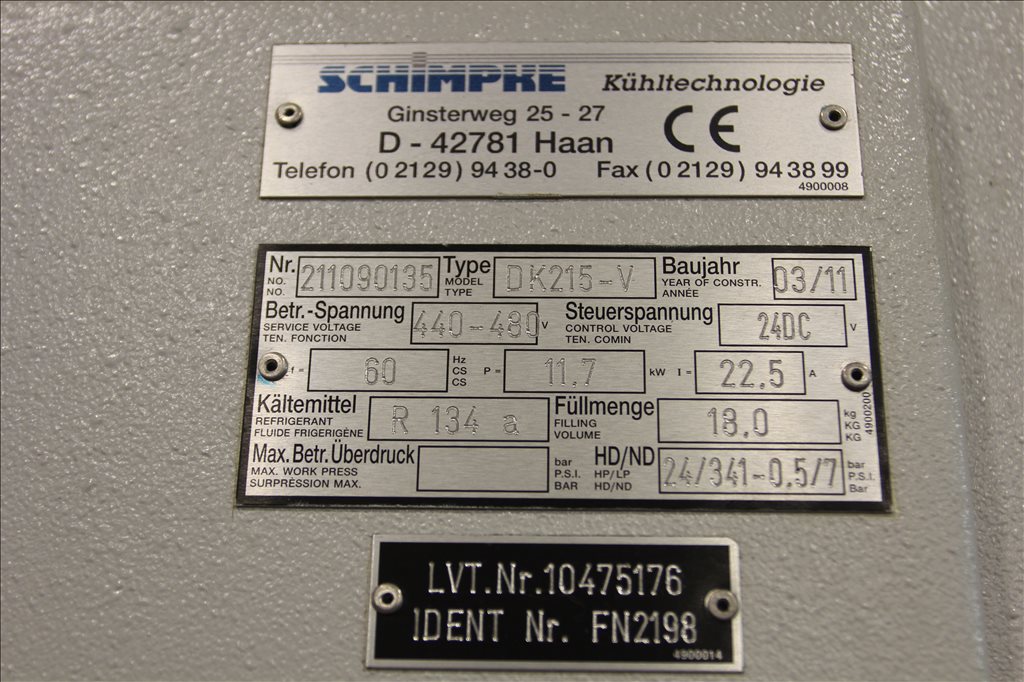 SCHIMPKE Kühltechnologie
Ginsterweg 25 - 27
D - 42781 Haan CE
Telefon (0 2129) 94 38-0 Fax (0 2129) 94 38 99
4900008
Nr. 211090135 Type DK215-V Baujahr 03/11
NO. MODEL YEAR OF CONSTR.
NO. TYPE ANNÉE
Betr.-Spannung 440-480 V Steuerspannung 24DC V
SERVICE VOLTAGE CONTROL VOLTAGE
TEN. FONCTION TEN. COMIN
f = 60 Hz P = 11.7 kW I = 22.5 A
CS
CS
Kältemittel R 134 a Füllmenge 18.0 kg
REFRIGERANT FILLING KG
FLUIDE FRIGERIGÉNE VOLUME KG
4900200
Max. Betr. Überdruck bar HD/ND 24/341-0.5/7 bar
MAX. WORK PRESS P.S.I. HP/LP P.S.I.
SURPRÉSSION MAX. BAR HD/ND Bar
LVT.Nr.10475176
IDENT Nr. FN2198
4900014